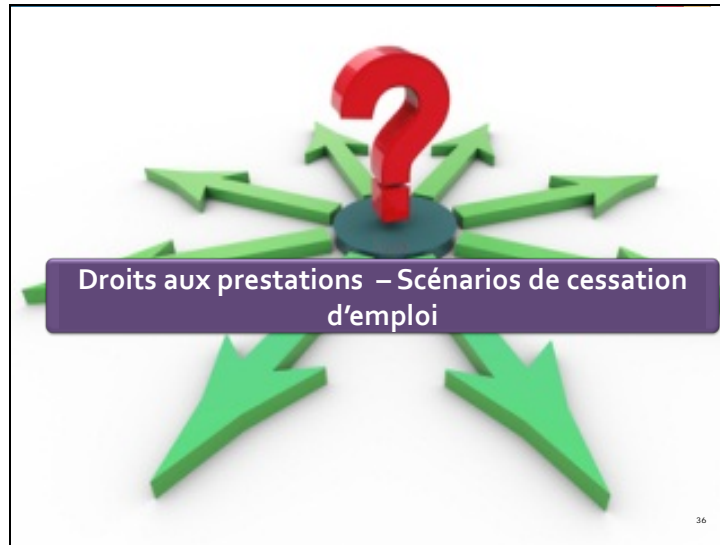 Droits aux prestations – Scénarios de cessation
d’emploi
36